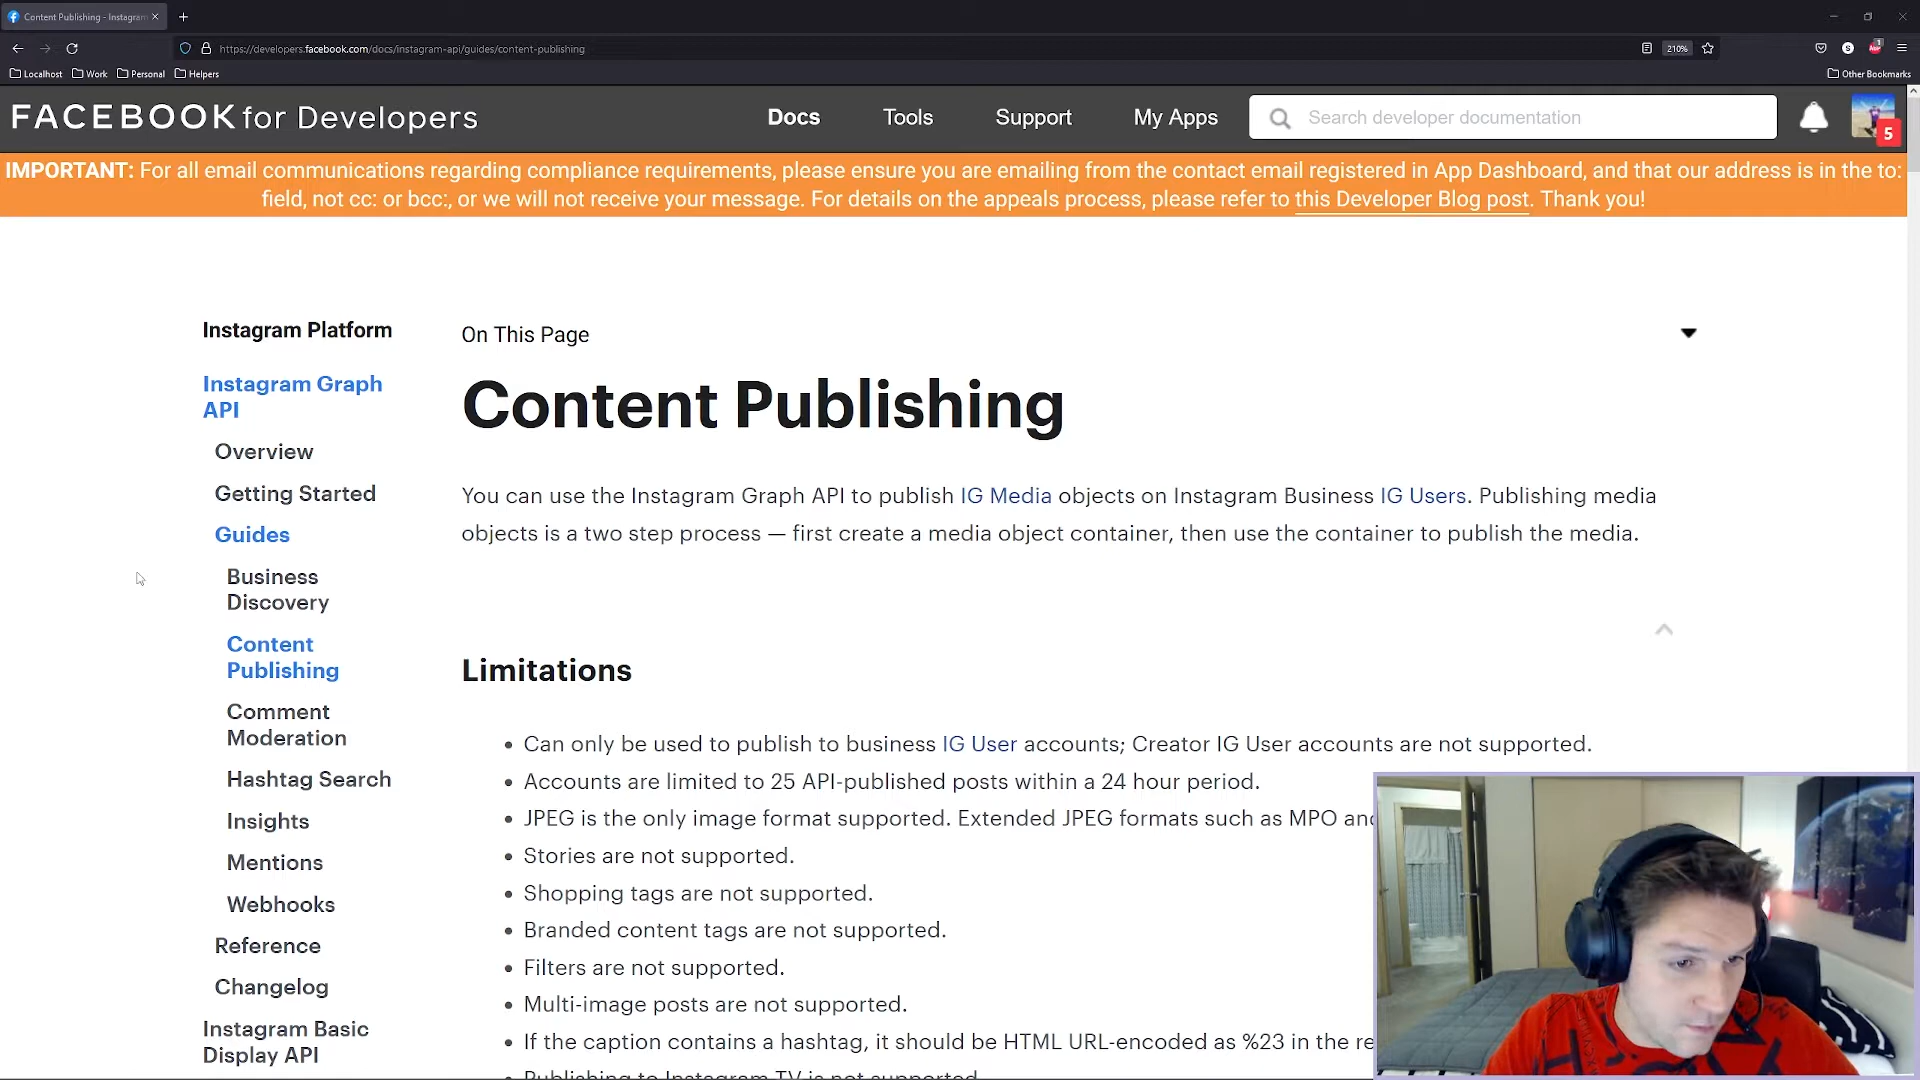 Content Publishing - Instagram
https://developers.facebook.com/docs/instagram-api/guides/content-publishing
210%
Localhost Work Personal Helpers Other Bookmarks
FACEBOOK for Developers Docs Tools Support My Apps Search developer documentation 5
IMPORTANT: For all email communications regarding compliance requirements, please ensure you are emailing from the contact email registered in App Dashboard, and that our address is in the to:
field, not cc: or bcc:, or we will not receive your message. For details on the appeals process, please refer to this Developer Blog post. Thank you!
Instagram Platform
Instagram Graph
API
Overview
Getting Started
Guides
Business
Discovery
Content
Publishing
Comment
Moderation
Hashtag Search
Insights
Mentions
Webhooks
Reference
Changelog
Instagram Basic
Display API
On This Page
Content Publishing
You can use the Instagram Graph API to publish IG Media objects on Instagram Business IG Users. Publishing media
objects is a two step process — first create a media object container, then use the container to publish the media.
Limitations
• Can only be used to publish to business IG User accounts; Creator IG User accounts are not supported.
• Accounts are limited to 25 API-published posts within a 24 hour period.
• JPEG is the only image format supported. Extended JPEG formats such as MPO and
• Stories are not supported.
• Shopping tags are not supported.
• Branded content tags are not supported.
• Filters are not supported.
• Multi-image posts are not supported.
• If the caption contains a hashtag, it should be HTML URL-encoded as %23 in the re
• Publishing to Instagram TV is not supported